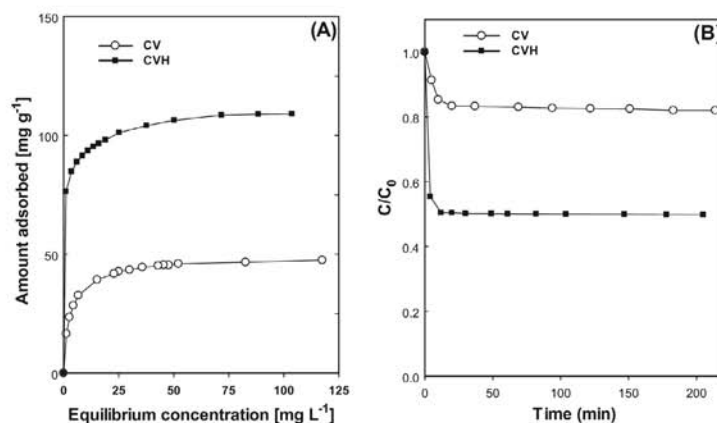 (A)
CV
CVH
Amount adsorbed [mg g⁻¹]
150
100
50
0
0 25 50 75 100 125
Equilibrium concentration [mg L⁻¹]
(B)
CV
CVH
C/C₀
1.0
0.8
0.6
0.4
0.2
0.0
0 50 100 150 200
Time (min)